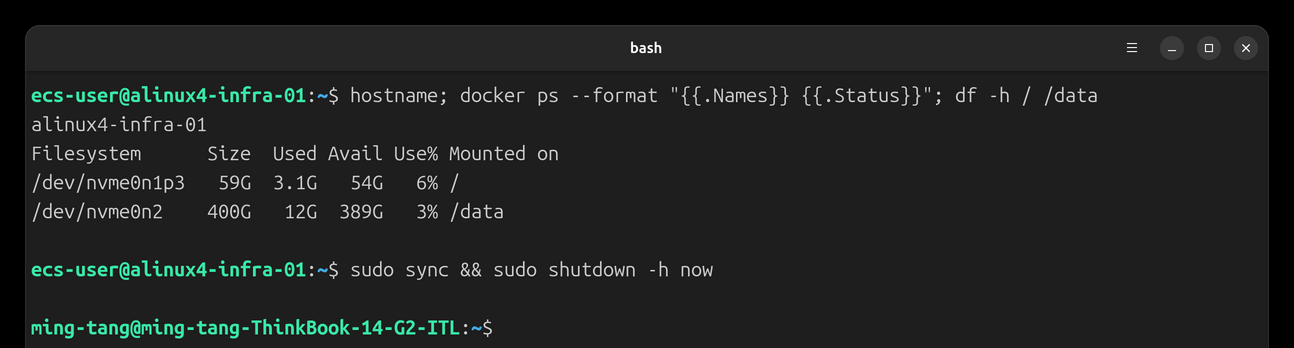 bash
ecs-user@alinux4-infra-01:~$ hostname; docker ps --format "{{.Names}} {{.Status}}"; df -h / /data
alinux4-infra-01
Filesystem      Size  Used Avail Use% Mounted on
/dev/nvme0n1p3   59G  3.1G   54G   6% /
/dev/nvme0n2    400G   12G  389G   3% /data
ecs-user@alinux4-infra-01:~$ sudo sync && sudo shutdown -h now
ming-tang@ming-tang-ThinkBook-14-G2-ITL:~$